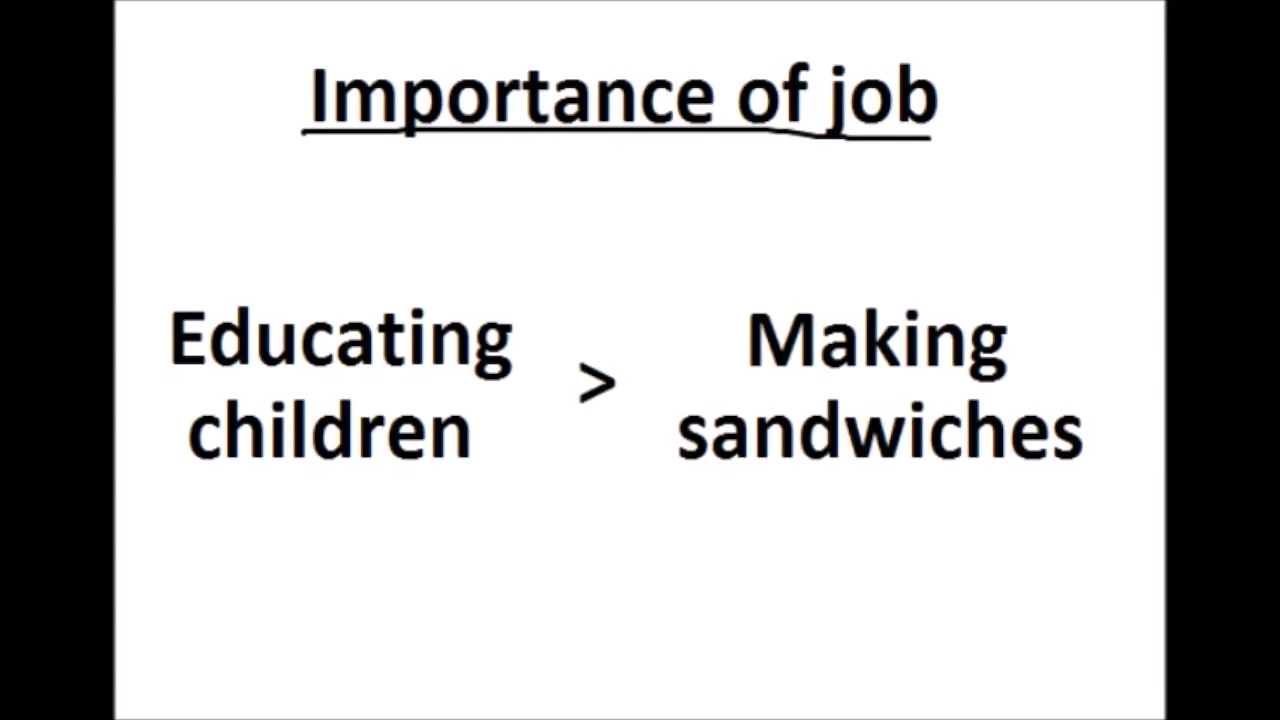 Importance of job
Educating > Making
children sandwiches